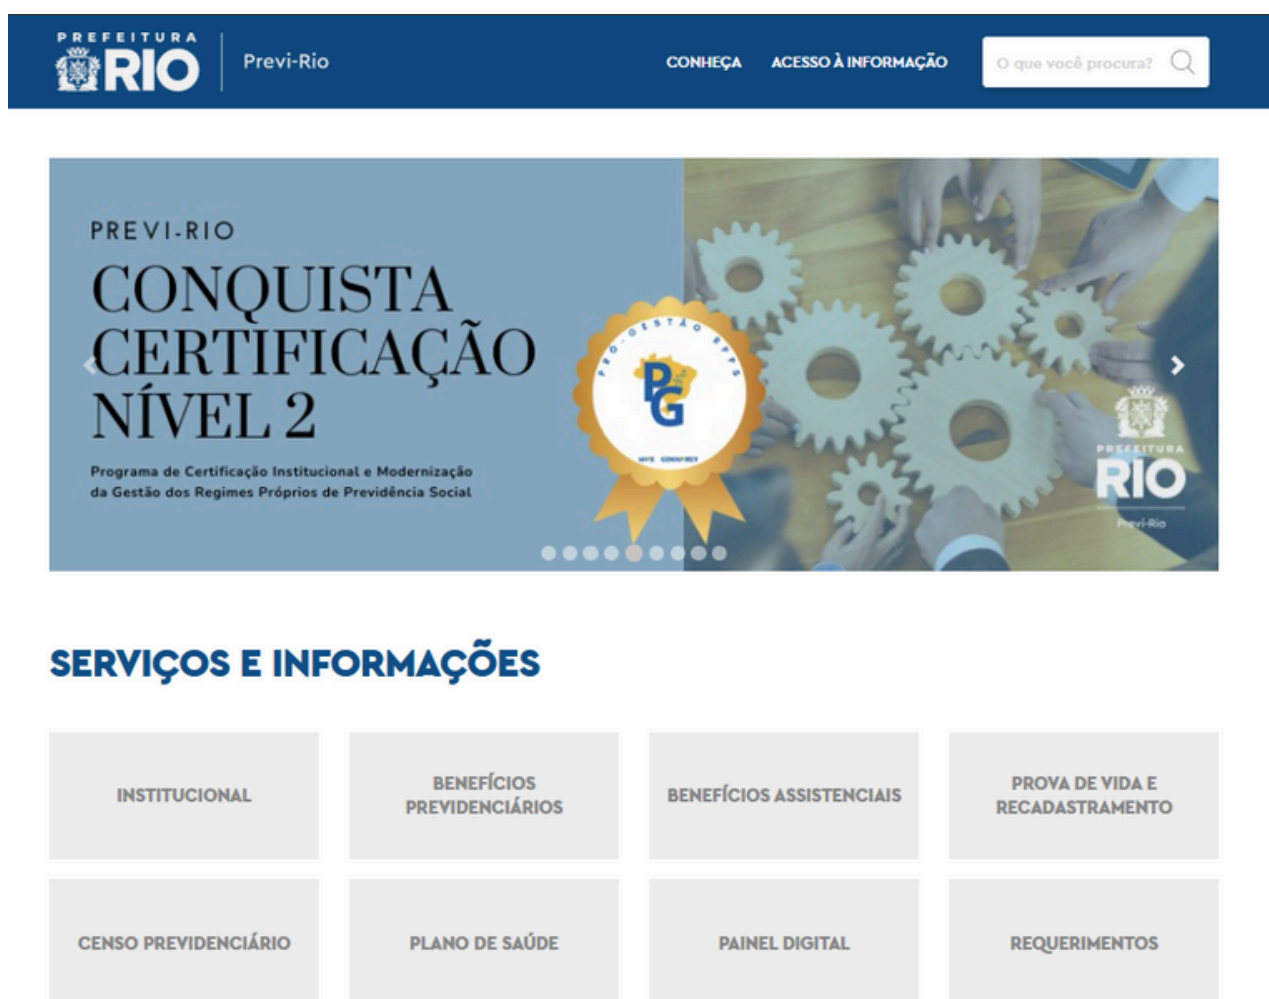 PREFEITURA
RIO
Previ-Rio
CONHEÇA
ACESSO À INFORMAÇÃO
O que você procura?
PREVI-RIO
CONQUISTA
CERTIFICAÇÃO
NÍVEL 2
Programa de Certificação Institucional e Modernização
da Gestão dos Regimes Próprios de Previdência Social
PRÓ-GESTÃO RPPS
PG
PREFEITURA
RIO
Previ-Rio
SERVIÇOS E INFORMAÇÕES
INSTITUCIONAL
BENEFÍCIOS
PREVIDENCIÁRIOS
BENEFÍCIOS ASSISTENCIAIS
PROVA DE VIDA E
RECADASTRAMENTO
CENSO PREVIDENCIÁRIO
PLANO DE SAÚDE
PAINEL DIGITAL
REQUERIMENTOS